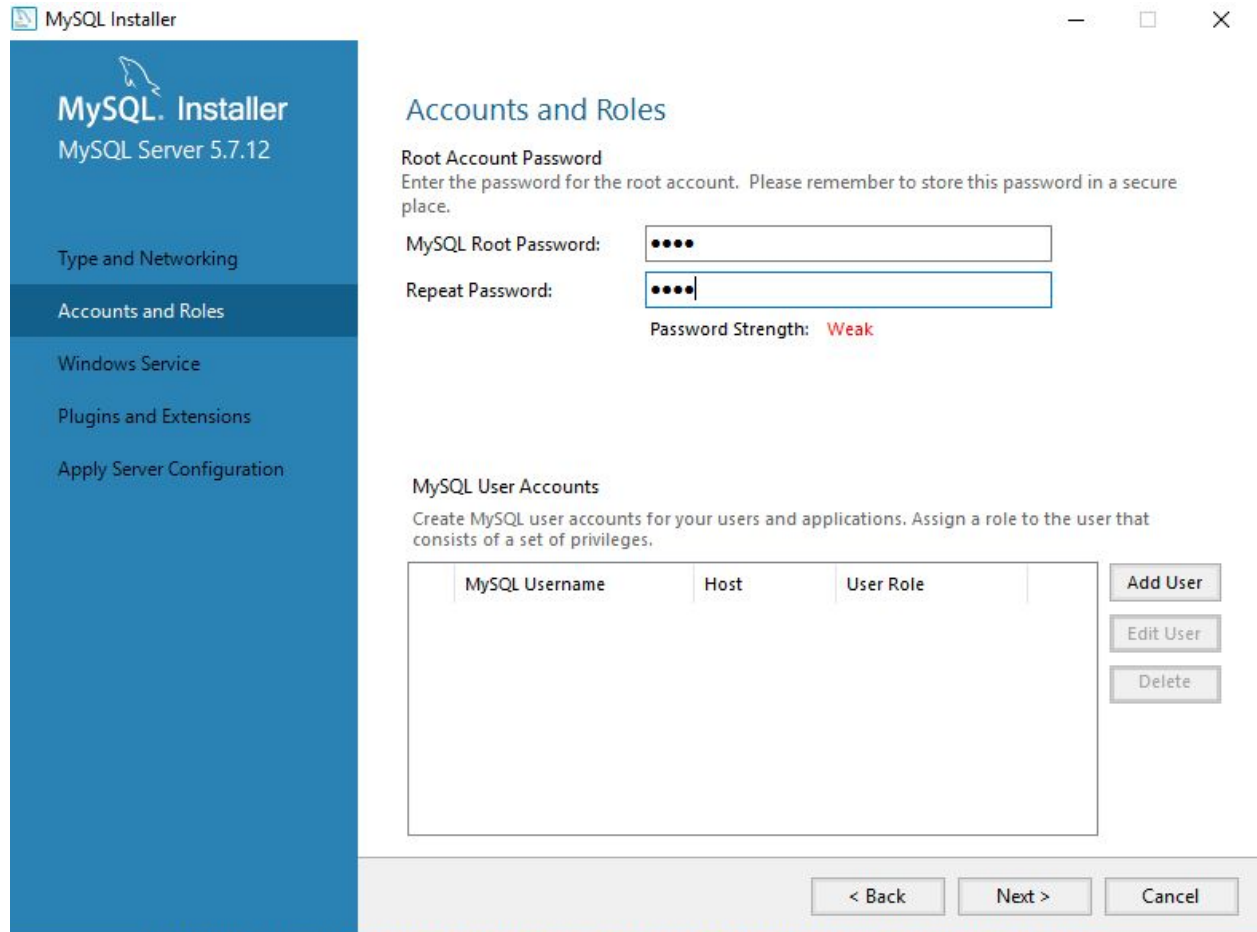 MySQL Installer
MySQL. Installer
MySQL Server 5.7.12
Type and Networking
Accounts and Roles
Windows Service
Plugins and Extensions
Apply Server Configuration
Accounts and Roles
Root Account Password
Enter the password for the root account. Please remember to store this password in a secure
place.
MySQL Root Password: ●●●●
Repeat Password: ●●●●
Password Strength: Weak
MySQL User Accounts
Create MySQL user accounts for your users and applications. Assign a role to the user that
consists of a set of privileges.
MySQL Username Host User Role
Add User
Edit User
Delete
< Back Next > Cancel